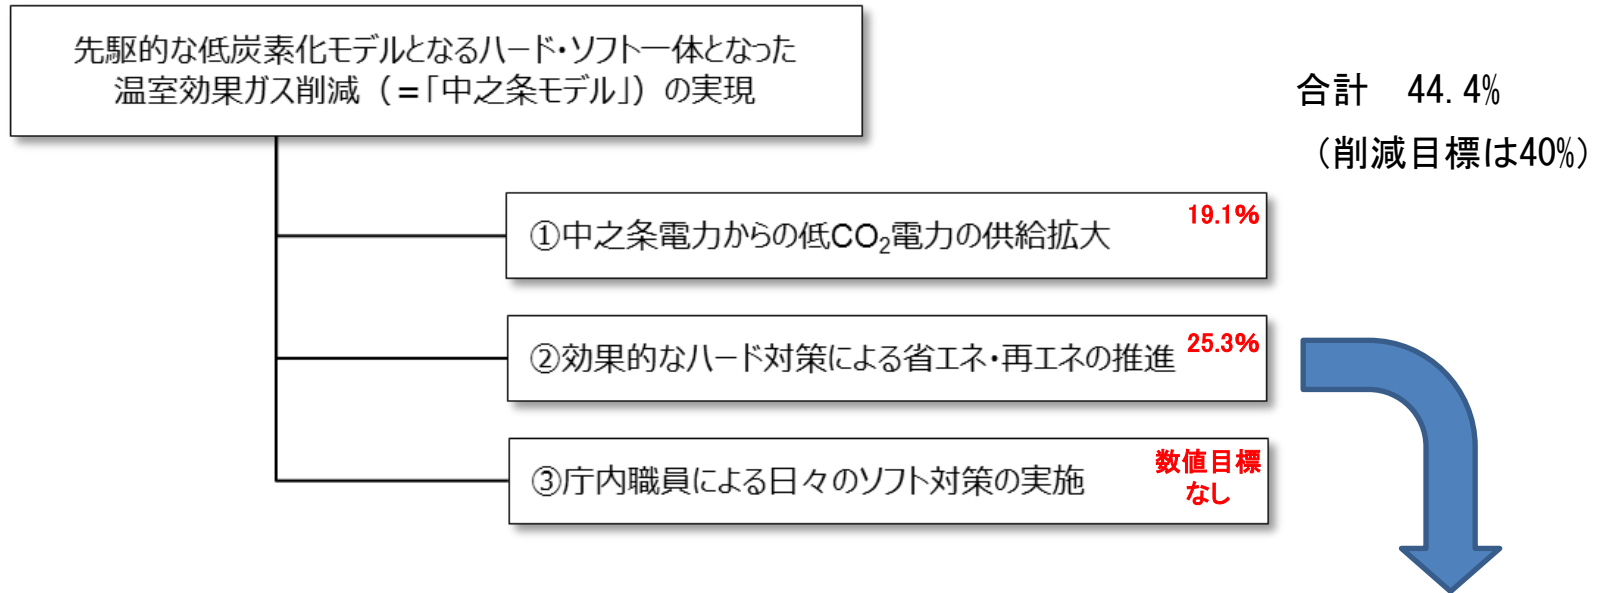 先駆的な低炭素化モデルとなるハード・ソフト一体となった
温室効果ガス削減（＝「中之条モデル」）の実現
合計　44.4%
（削減目標は40%）
①中之条電力からの低CO₂電力の供給拡大
19.1%
②効果的なハード対策による省エネ・再エネの推進
25.3%
③庁内職員による日々のソフト対策の実施
数値目標
なし